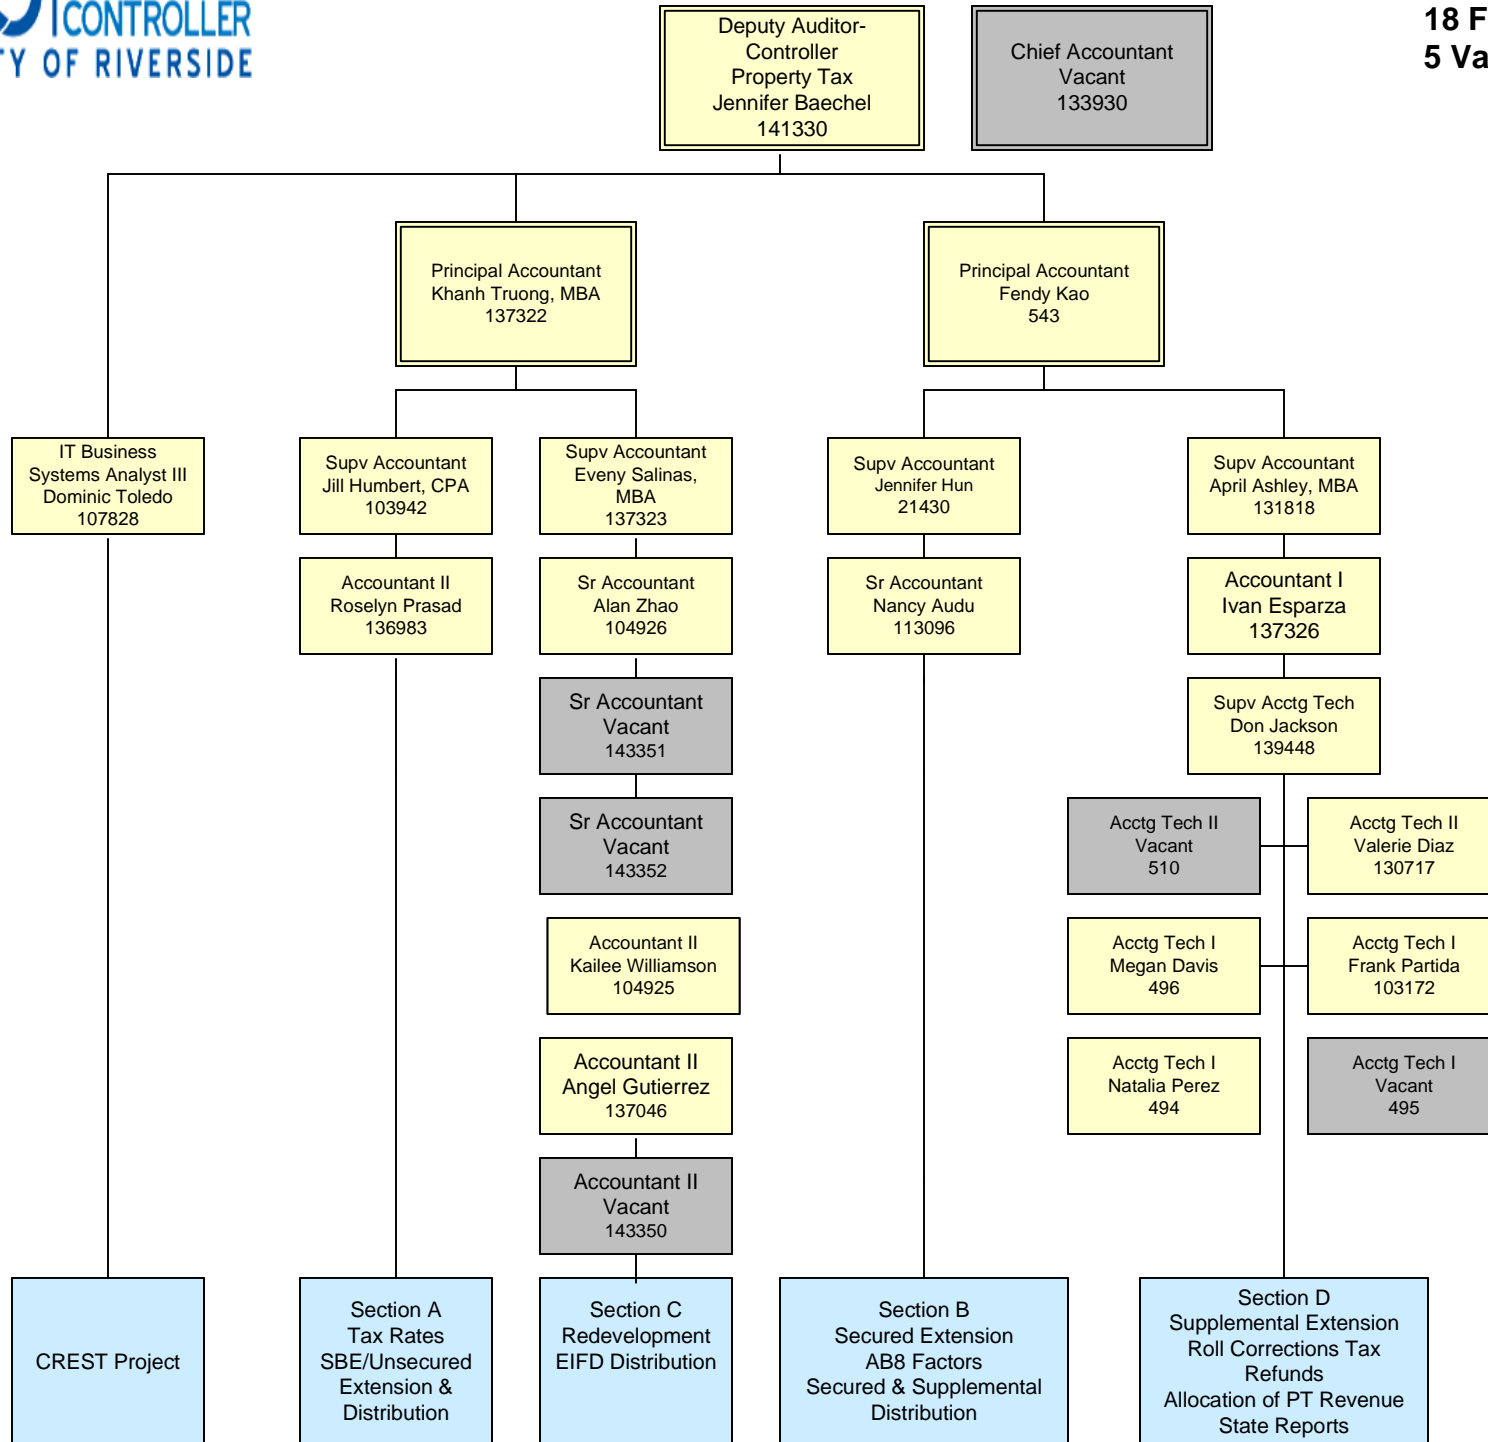 CONTROLLER
TY OF RIVERSIDE
18 F
5 Va
Deputy Auditor-
Controller
Property Tax
Jennifer Baechel
141330
Chief Accountant
Vacant
133930
Principal Accountant
Khanh Truong, MBA
137322
Principal Accountant
Fendy Kao
543
IT Business
Systems Analyst III
Dominic Toledo
107828
Supv Accountant
Jill Humbert, CPA
103942
Supv Accountant
Eveny Salinas,
MBA
137323
Supv Accountant
Jennifer Hun
21430
Supv Accountant
April Ashley, MBA
131818
Accountant II
Roselyn Prasad
136983
Sr Accountant
Alan Zhao
104926
Sr Accountant
Nancy Audu
113096
Accountant I
Ivan Esparza
137326
Sr Accountant
Vacant
143351
Supv Acctg Tech
Don Jackson
139448
Sr Accountant
Vacant
143352
Acctg Tech II
Vacant
510
Acctg Tech II
Valerie Diaz
130717
Accountant II
Kailee Williamson
104925
Acctg Tech I
Megan Davis
496
Acctg Tech I
Frank Partida
103172
Accountant II
Angel Gutierrez
137046
Acctg Tech I
Natalia Perez
494
Acctg Tech I
Vacant
495
Accountant II
Vacant
143350
CREST Project
Section A
Tax Rates
SBE/Unsecured
Extension &
Distribution
Section C
Redevelopment
EIFD Distribution
Section B
Secured Extension
AB8 Factors
Secured & Supplemental
Distribution
Section D
Supplemental Extension
Roll Corrections Tax
Refunds
Allocation of PT Revenue
State Reports